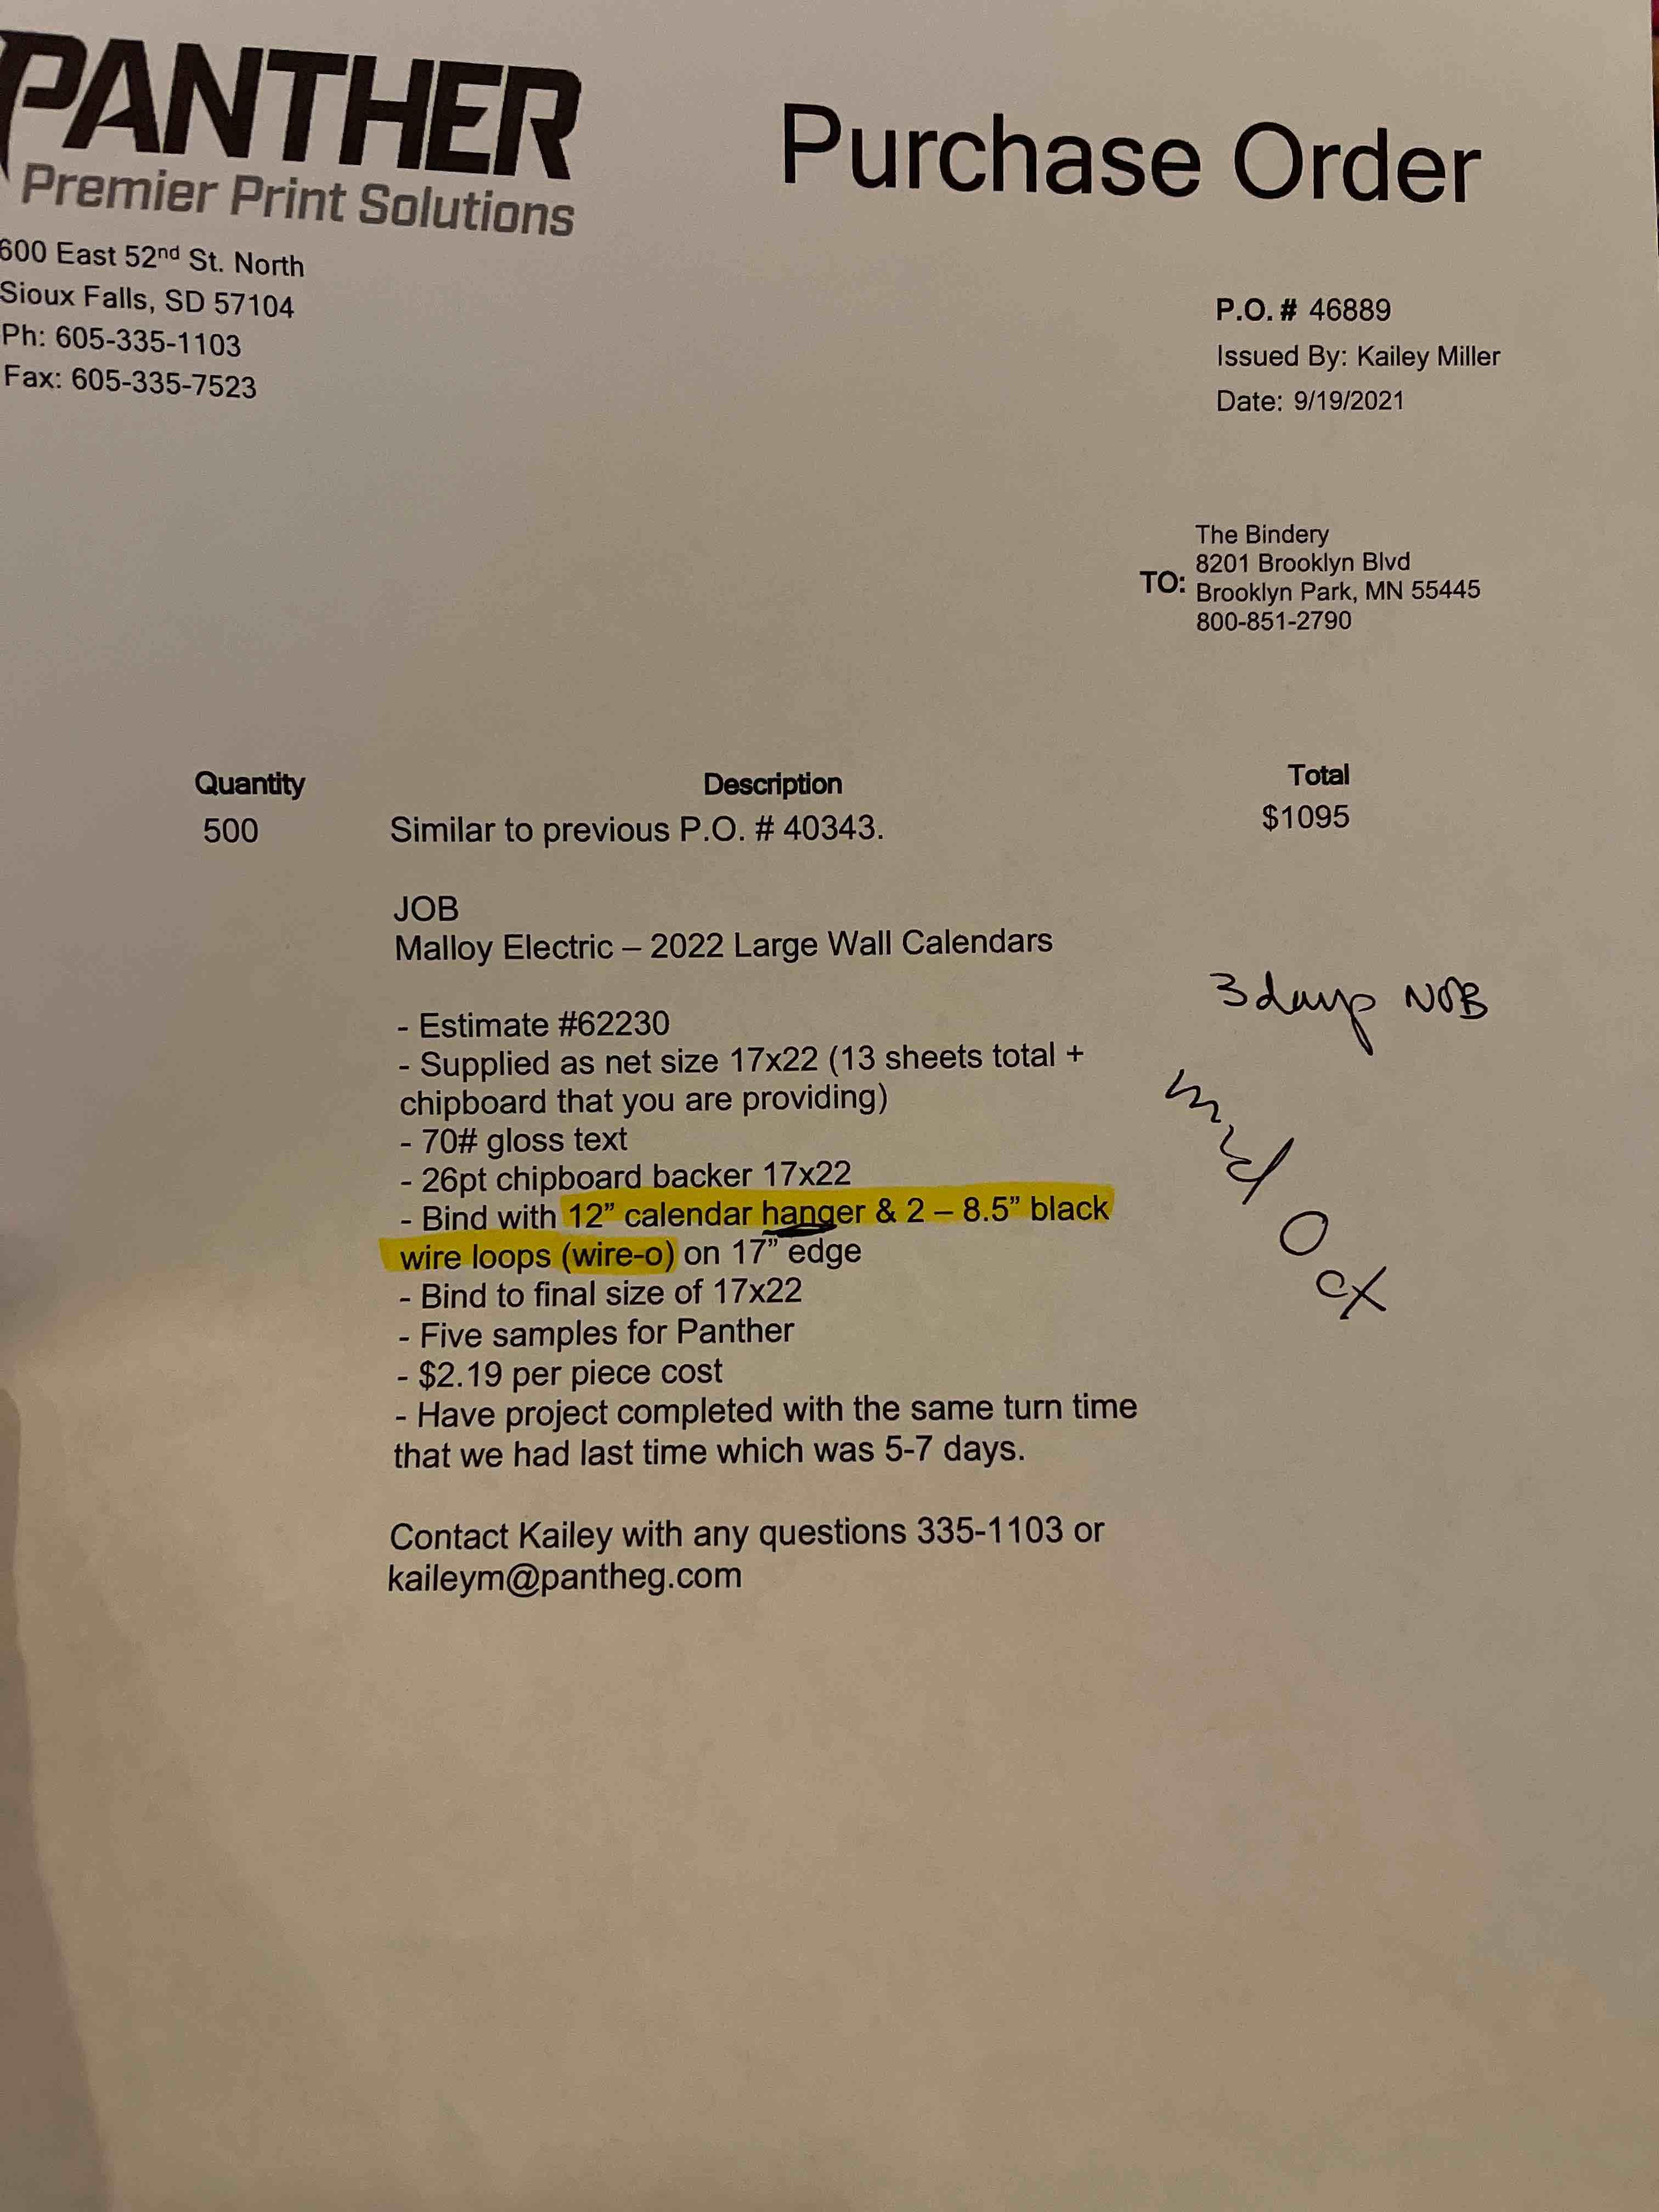 PANTHER
Premier Print Solutions
600 East 52nd St. North
Sioux Falls, SD 57104
Ph: 605-335-1103
Fax: 605-335-7523
Purchase Order
P.O. # 46889
Issued By: Kailey Miller
Date: 9/19/2021
TO:
The Bindery
8201 Brooklyn Blvd
Brooklyn Park, MN 55445
800-851-2790
Quantity Description Total
500 Similar to previous P.O. # 40343. $1095
JOB
Malloy Electric – 2022 Large Wall Calendars
- Estimate #62230
- Supplied as net size 17x22 (13 sheets total +
chipboard that you are providing)
- 70# gloss text
- 26pt chipboard backer 17x22
- Bind with 12” calendar hanger & 2 – 8.5” black
wire loops (wire-o) on 17” edge
- Bind to final size of 17x22
- Five samples for Panther
- $2.19 per piece cost
- Have project completed with the same turn time
that we had last time which was 5-7 days.
Contact Kailey with any questions 335-1103 or
kaileym@pantheg.com
3 days
mid